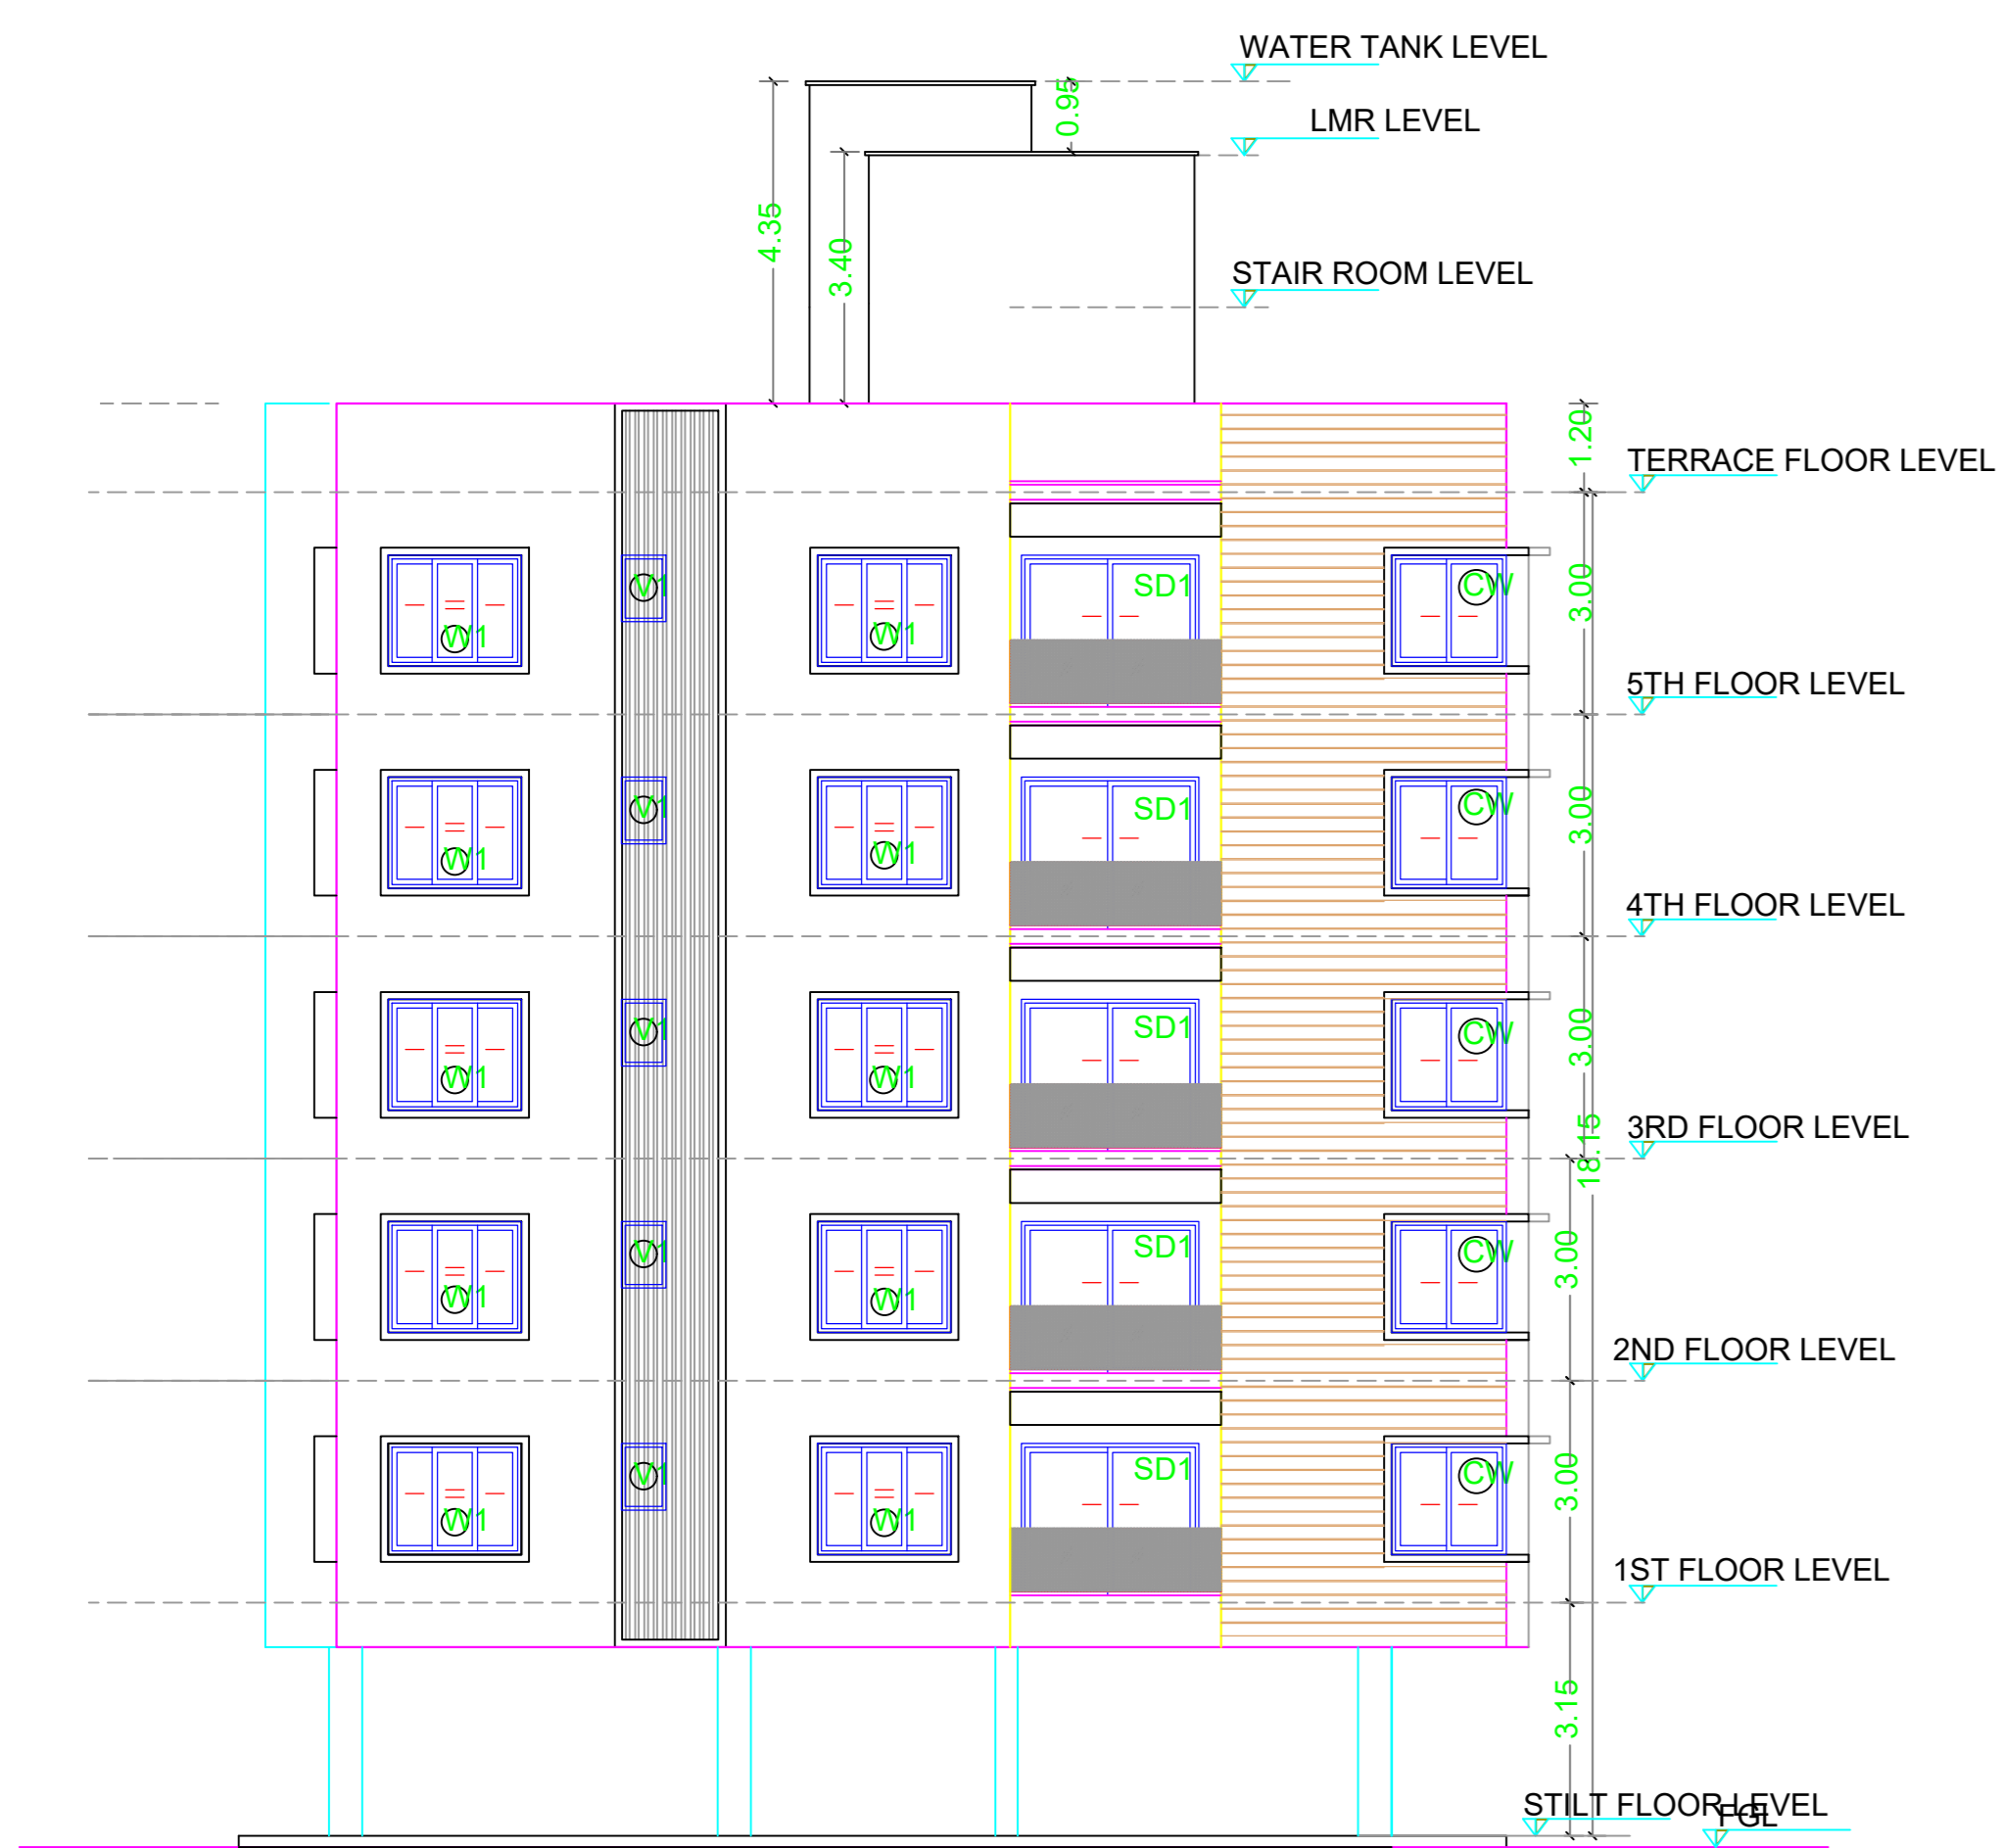 WATER TANK LEVEL
0.95
LMR LEVEL
4.35
3.40
STAIR ROOM LEVEL
1.20
TERRACE FLOOR LEVEL
W1 V1 W1 SD1 CW 3.00
5TH FLOOR LEVEL
W1 V1 W1 SD1 CW 3.00
4TH FLOOR LEVEL
W1 V1 W1 SD1 CW 3.00
3RD FLOOR LEVEL
18.15
W1 V1 W1 SD1 CW 3.00
2ND FLOOR LEVEL
W1 V1 W1 SD1 CW 3.00
1ST FLOOR LEVEL
3.15
STILT FLOOR LEVEL
FGL